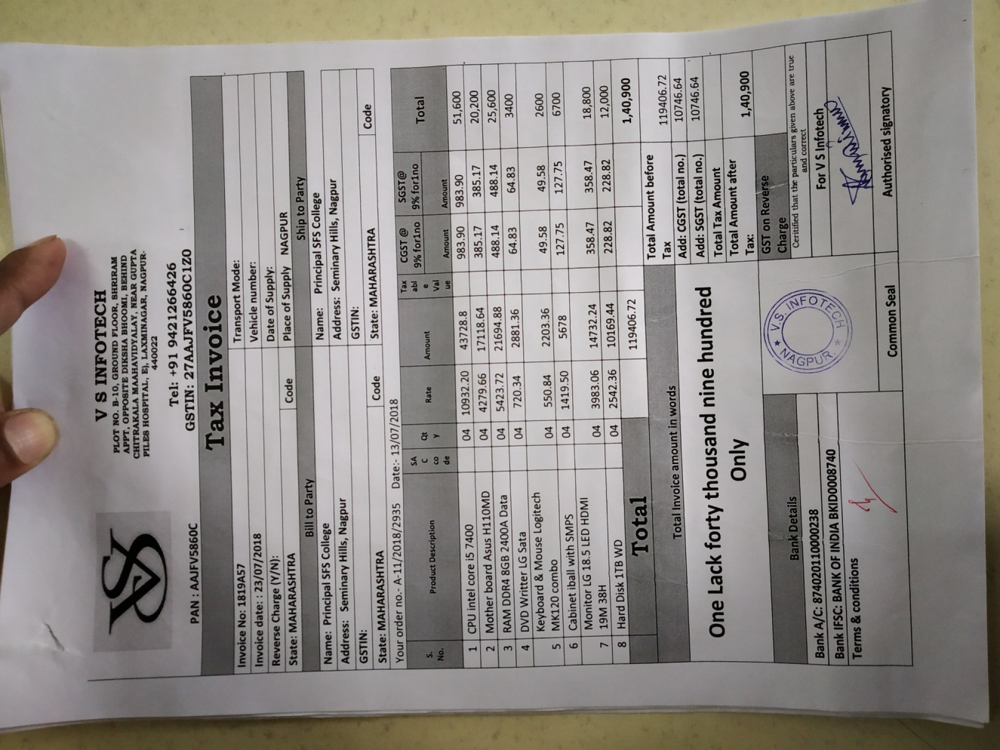 V S INFOTECH
PLOT NO. B-10, GROUND FLOOR, SHRIRAM
APPT, OPPOSITE DIKSHA BHOOMI, BEHIND
CHITRAKALA MAAHAVIDYALAY, NEAR GUPTA
PILES HOSPITAL, E), LAXMINAGAR, NAGPUR-
440022
Tel: +91 9421266426
PAN : AAJFV5860C GSTIN: 27AAJFV5860C1Z0
Tax Invoice
Invoice No: 1819A57 Transport Mode:
Invoice date: : 23/07/2018 Vehicle number:
Reverse Charge (Y/N): Date of Supply:
State: MAHARASHTRA Code Place of Supply NAGPUR
Bill to Party Ship to Party
Name: Principal SFS College Name: Principal SFS College
Address: Seminary Hills, Nagpur Address: Seminary Hills, Nagpur
GSTIN: GSTIN:
State: MAHARASHTRA Code State: MAHARASHTRA Code
Your order no.- A-11/2018/2935 Date:- 13/07/2018
S. No. Product Description SA C co de Qt y Rate Amount Tax abl e Val ue CGST @ 9% for1no Amount SGST@ 9% for1no Amount Total
1 CPU intel core i5 7400 04 10932.20 43728.8 983.90 983.90 51,600
2 Mother board Asus H110MD 04 4279.66 17118.64 385.17 385.17 20,200
3 RAM DDR4 8GB 2400A Data 04 5423.72 21694.88 488.14 488.14 25,600
4 DVD Writter LG Sata 04 720.34 2881.36 64.83 64.83 3400
Keyboard & Mouse Logitech
5 MK120 combo 04 550.84 2203.36 49.58 49.58 2600
6 Cabinet iball with SMPS 04 1419.50 5678 127.75 127.75 6700
Monitor LG 18.5 LED HDMI
7 19M 38H 04 3983.06 14732.24 358.47 358.47 18,800
8 Hard Disk 1TB WD 04 2542.36 10169.44 228.82 228.82 12,000
Total 119406.72 1,40,900
Total Invoice amount in words
One Lack forty thousand nine hundred
Only
Total Amount before
Tax 119406.72
Add: CGST (total no.) 10746.64
Add: SGST (total no.) 10746.64
Total Tax Amount
Total Amount after
Tax: 1,40,900
Bank Details
Bank A/C: 874020110000238
Bank IFSC: BANK OF INDIA BKID0008740
Terms & conditions
V.S. INFOTECH
NAGPUR.
Common Seal
GST on Reverse
Charge
Ceritified that the particulars given above are true
and correct
For V S Infotech
Authorised signatory